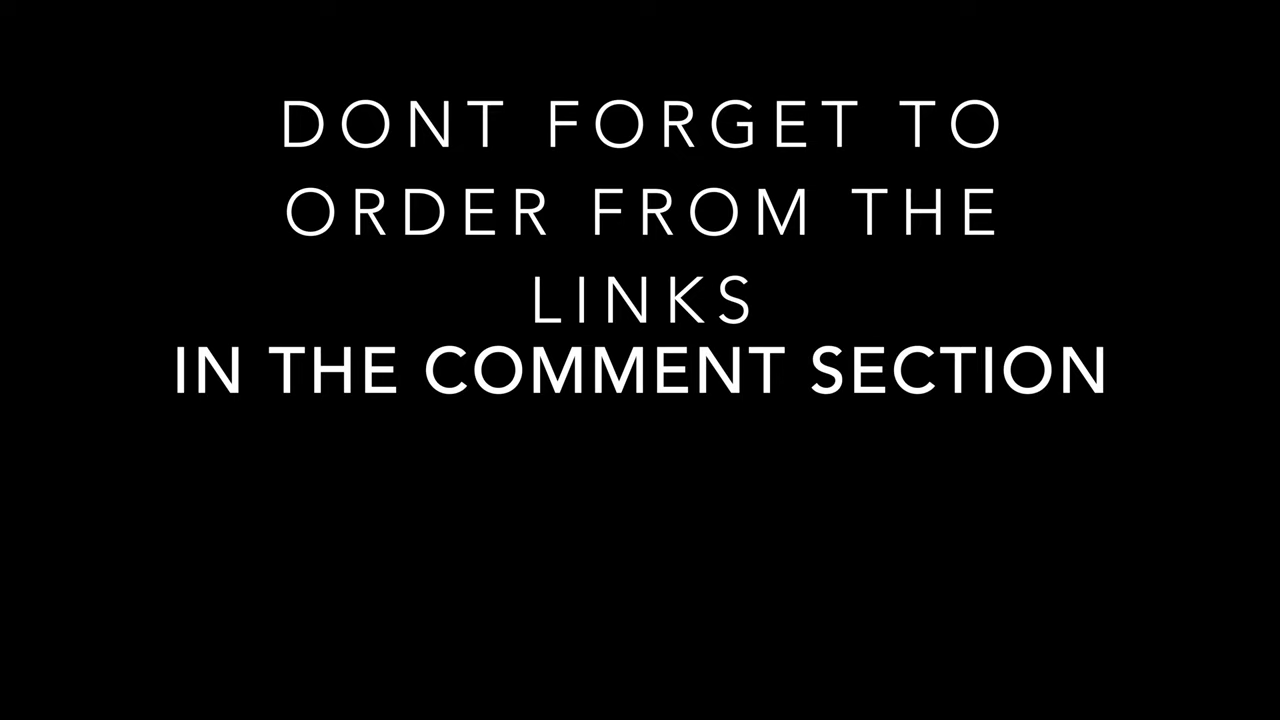 DONT FORGET TO
ORDER FROM THE
LINKS
IN THE COMMENT SECTION